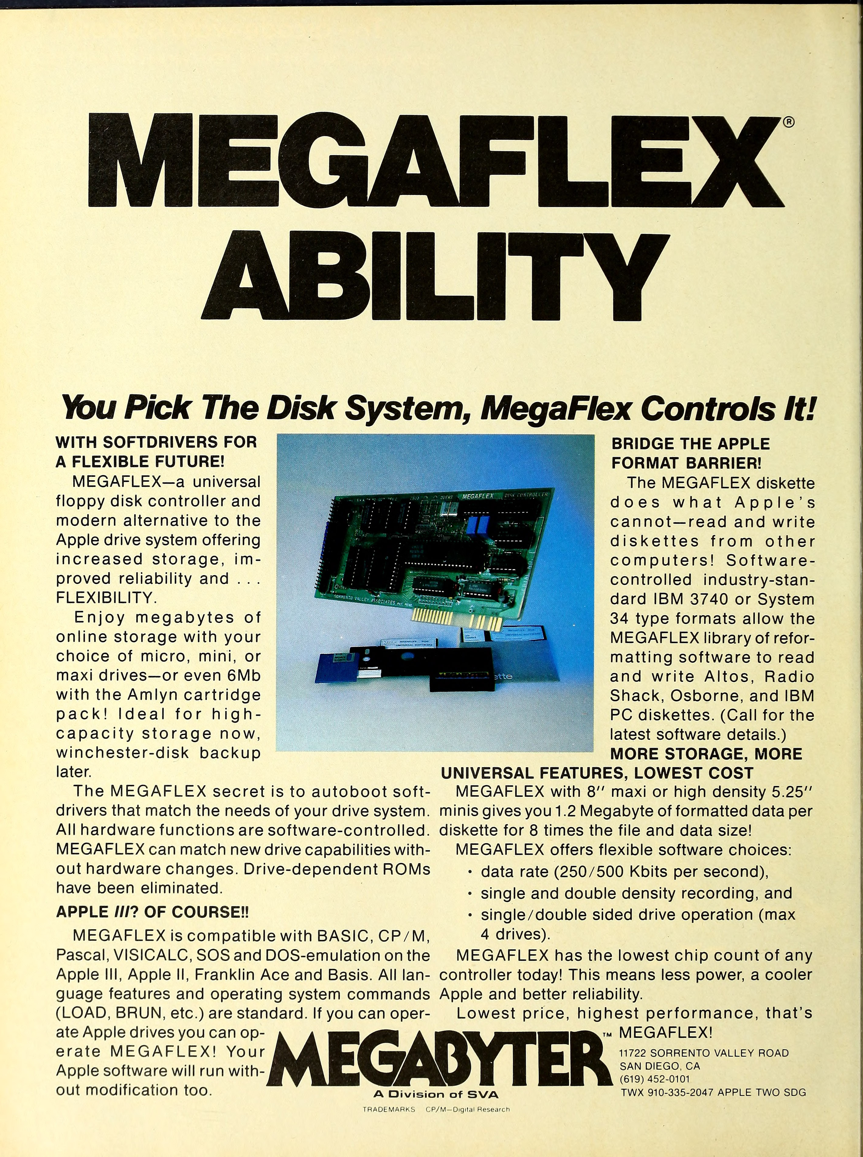 MEGAFLEX®
ABILITY
You Pick The Disk System, MegaFlex Controls It!
WITH SOFTDRIVERS FOR
A FLEXIBLE FUTURE!
MEGAFLEX—a universal
floppy disk controller and
modern alternative to the
Apple drive system offering
increased storage, im-
proved reliability and ...
FLEXIBILITY.
Enjoy megabytes of
online storage with your
choice of micro, mini, or
maxi drives—or even 6Mb
with the Amlyn cartridge
pack! Ideal for high-
capacity storage now,
winchester-disk backup
later.
The MEGAFLEX secret is to autoboot soft-
drivers that match the needs of your drive system.
All hardware functions are software-controlled.
MEGAFLEX can match new drive capabilities with-
out hardware changes. Drive-dependent ROMs
have been eliminated.
APPLE III? OF COURSE!!
MEGAFLEX is compatible with BASIC, CP/M,
Pascal, VISICALC, SOS and DOS-emulation on the
Apple III, Apple II, Franklin Ace and Basis. All lan-
guage features and operating system commands
(LOAD, BRUN, etc.) are standard. If you can oper-
ate Apple drives you can op-
erate MEGAFLEX! Your
Apple software will run with-
out modification too.
MEGAFLEX DISK CONTROLLER
SORRENTO VALLEY ASSOCIATES
BRIDGE THE APPLE
FORMAT BARRIER!
The MEGAFLEX diskette
does what Apple's
cannot—read and write
diskettes from other
computers! Software-
controlled industry-stan-
dard IBM 3740 or System
34 type formats allow the
MEGAFLEX library of refor-
matting software to read
and write Altos, Radio
Shack, Osborne, and IBM
PC diskettes. (Call for the
latest software details.)
MORE STORAGE, MORE
UNIVERSAL FEATURES, LOWEST COST
MEGAFLEX with 8" maxi or high density 5.25"
minis gives you 1.2 Megabyte of formatted data per
diskette for 8 times the file and data size!
MEGAFLEX offers flexible software choices:
• data rate (250/500 Kbits per second),
• single and double density recording, and
• single/double sided drive operation (max
4 drives).
MEGAFLEX has the lowest chip count of any
controller today! This means less power, a cooler
Apple and better reliability.
Lowest price, highest performance, that's
MEGAFLEX!
MEGABYTER™
A Division of SVA
TRADEMARKS CP/M—Digital Research
11722 SORRENTO VALLEY ROAD
SAN DIEGO, CA
(619) 452-0101
TWX 910-335-2047 APPLE TWO SDG